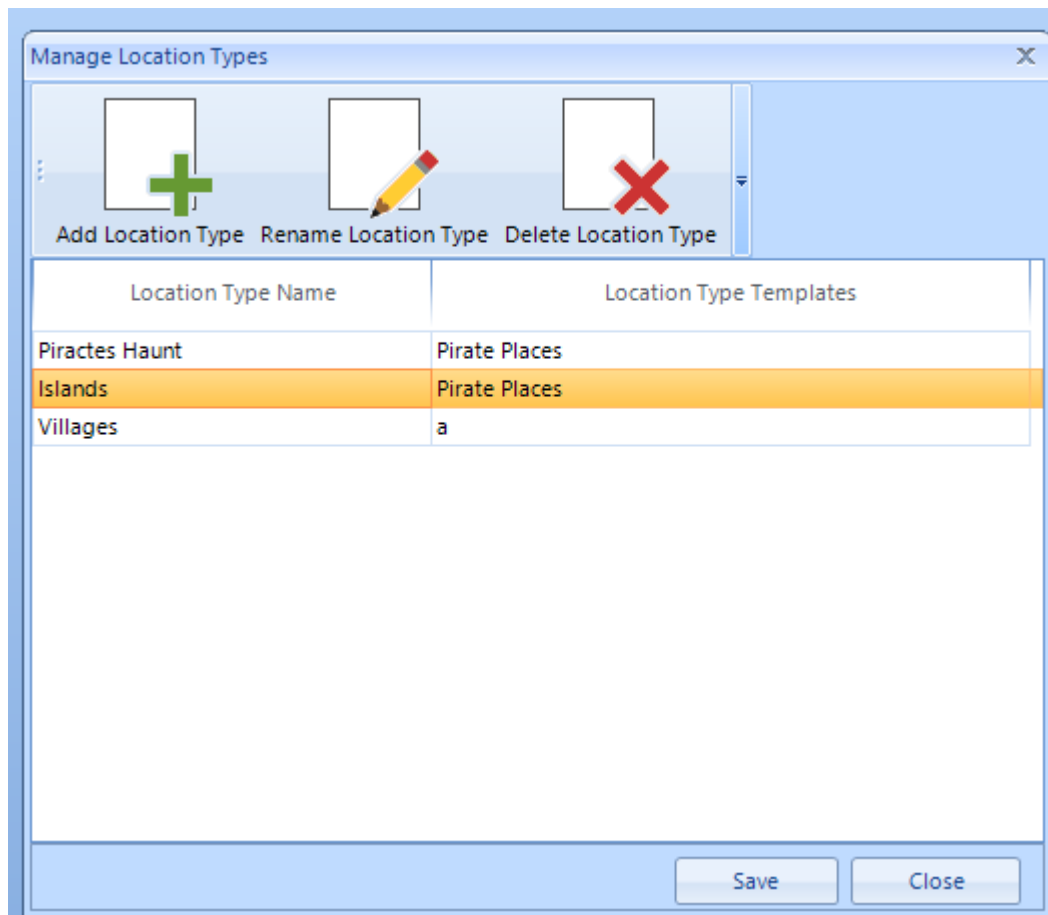 Manage Location Types
Add Location Type Rename Location Type Delete Location Type
Location Type Name Location Type Templates
Piractes Haunt Pirate Places
Islands Pirate Places
Villages a
Save Close